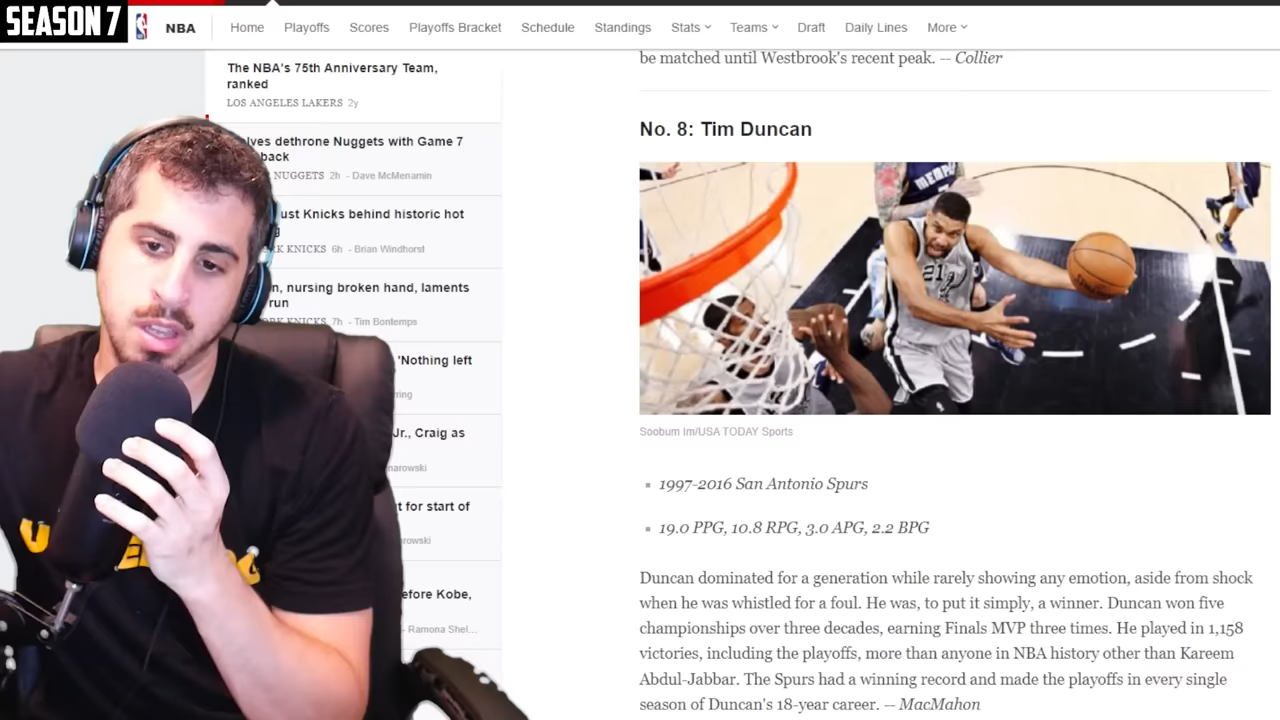 SEASON 7
NBA
Home
Playoffs
Scores
Playoffs Bracket
Schedule
Standings
Stats
Teams
Draft
Daily Lines
More
The NBA's 75th Anniversary Team,
ranked
LOS ANGELES LAKERS 2y
lves dethrone Nuggets with Game 7
back
NUGGETS 2h - Dave McMenamin
ust Knicks behind historic hot
RK KNICKS 6h - Brian Windhorst
n, nursing broken hand, laments
run
RK KNICKS 7h - Tim Bontemps
'Nothing left
rring
Jr., Craig as
narowski
t for start of
rowski
efore Kobe,
- Ramona Shel...
be matched until Westbrook's recent peak. -- Collier
No. 8: Tim Duncan
MEMPHIS
21
Soobum Im/USA TODAY Sports
1997-2016 San Antonio Spurs
19.0 PPG, 10.8 RPG, 3.0 APG, 2.2 BPG
Duncan dominated for a generation while rarely showing any emotion, aside from shock
when he was whistled for a foul. He was, to put it simply, a winner. Duncan won five
championships over three decades, earning Finals MVP three times. He played in 1,158
victories, including the playoffs, more than anyone in NBA history other than Kareem
Abdul-Jabbar. The Spurs had a winning record and made the playoffs in every single
season of Duncan's 18-year career. -- MacMahon